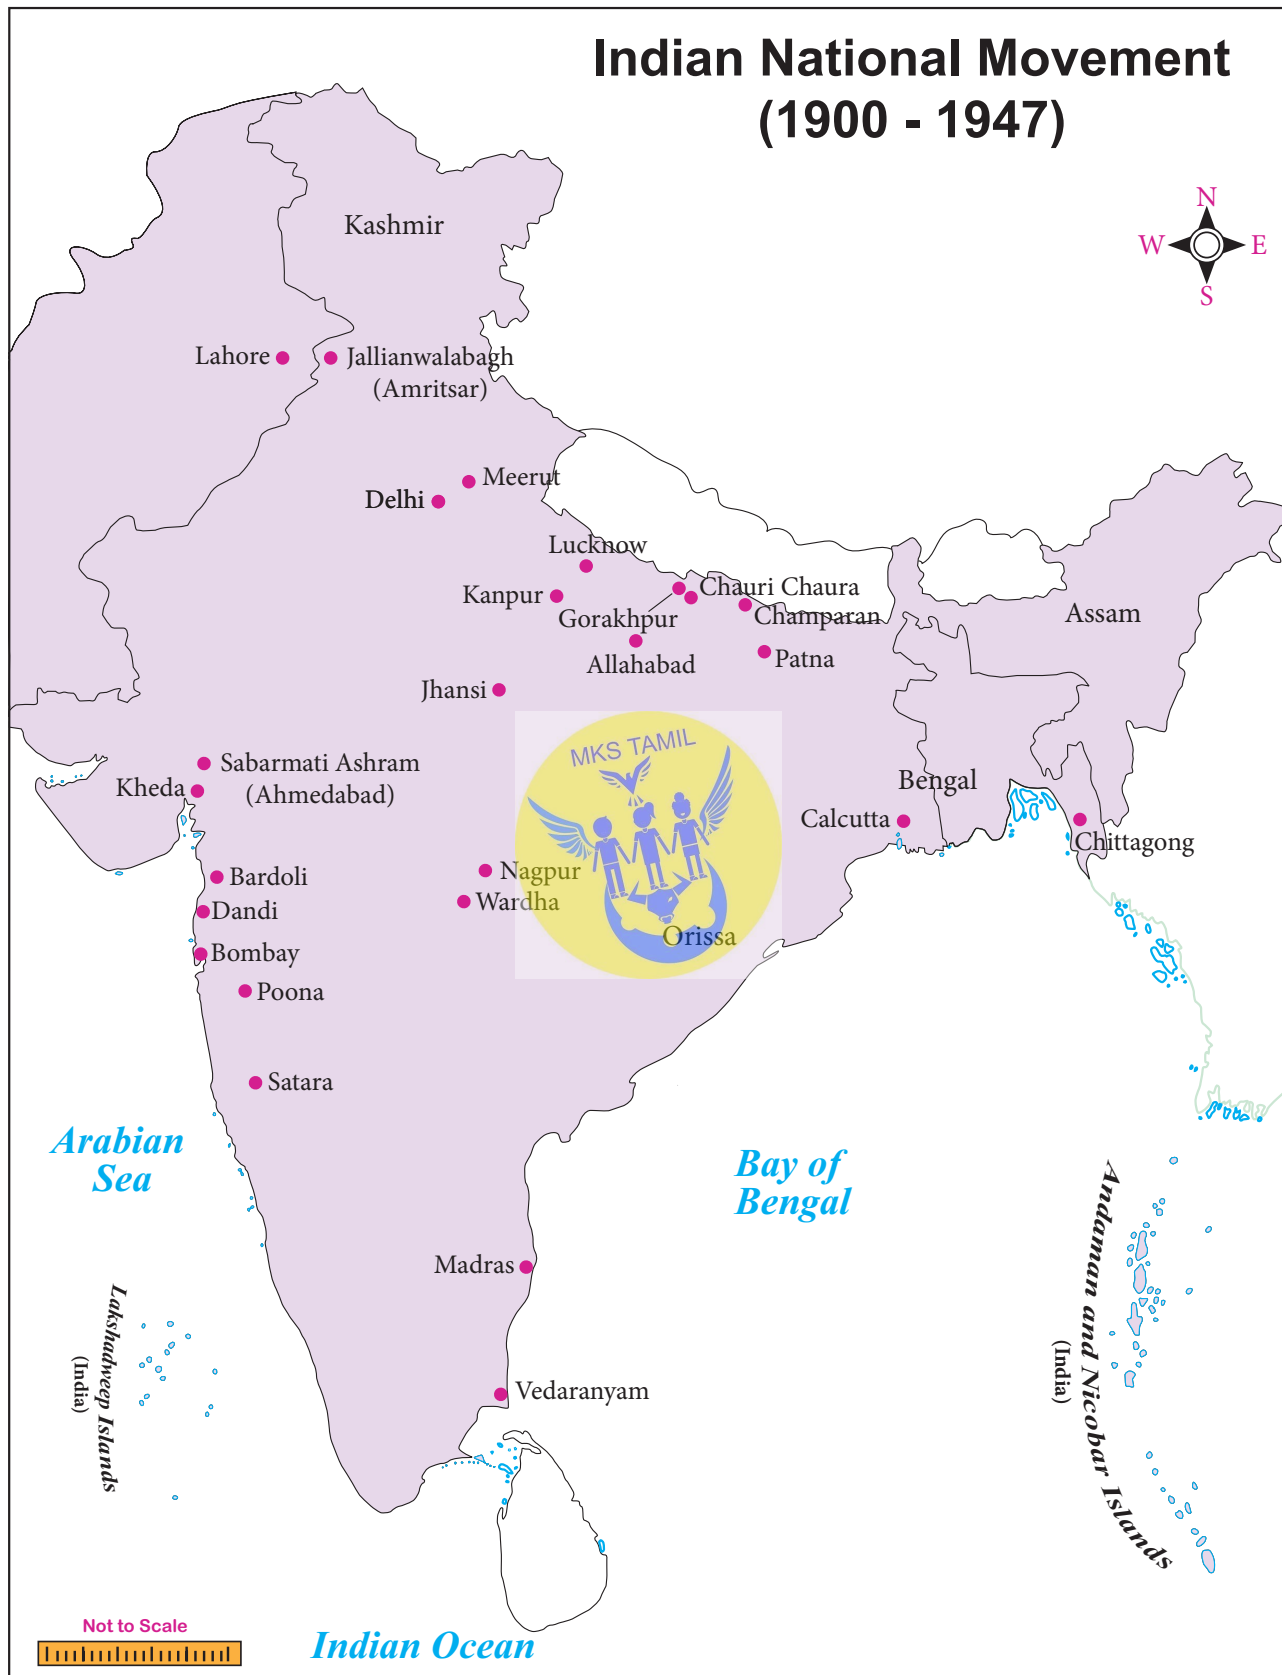 Indian National Movement
(1900 - 1947)
N
W
E
S
Kashmir
Lahore
Jallianwalabagh
(Amritsar)
Meerut
Delhi
Lucknow
Kanpur
Chauri Chaura
Gorakhpur
Champaran
Assam
Allahabad
Patna
Jhansi
MKS TAMIL
Sabarmati Ashram
(Ahmedabad)
Kheda
Bengal
Calcutta
Chittagong
Bardoli
Nagpur
Wardha
Dandi
Orissa
Bombay
Poona
Satara
Arabian
Sea
Bay of
Bengal
Madras
Vedaranyam
Lakshadweep Islands
(India)
Andaman and Nicobar Islands
(India)
Not to Scale
Indian Ocean